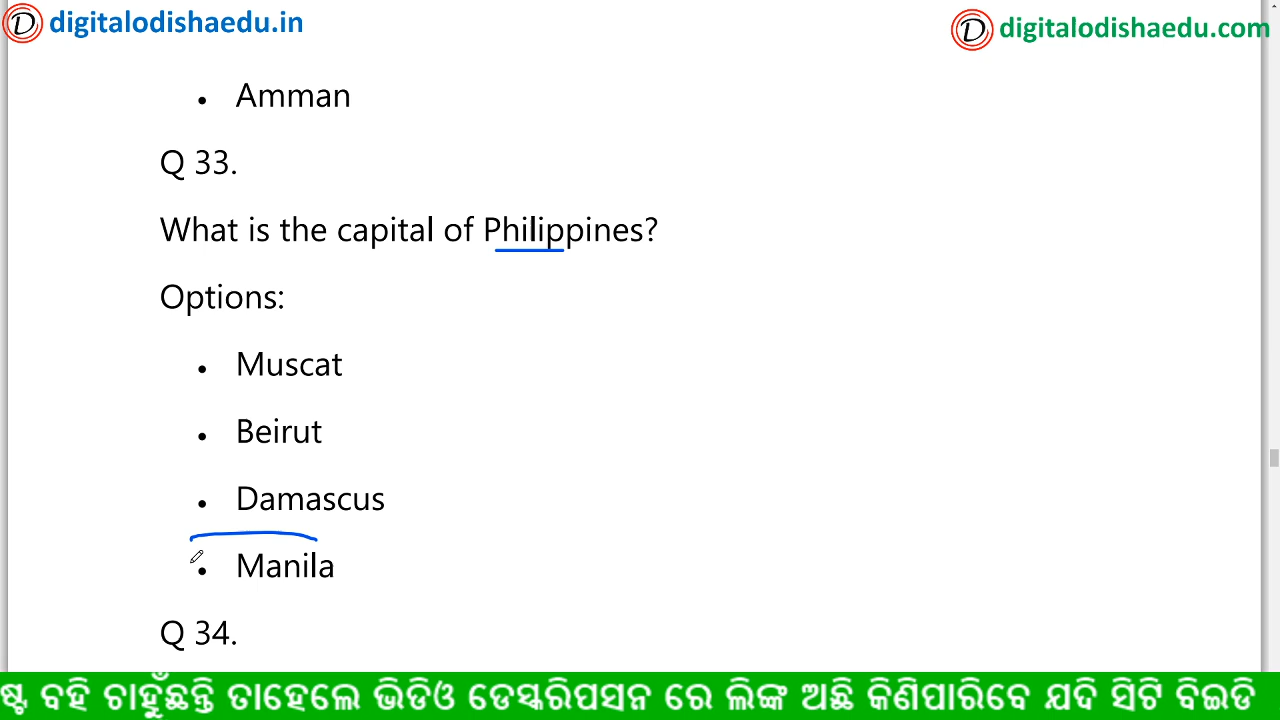 digitalodishaedu.in
digitalodishaedu.com
• Amman
Q 33.
What is the capital of Philippines?
Options:
• Muscat
• Beirut
• Damascus
• Manila
Q 34.
ଷ୍ଟ ବହି ଚାହୁଁଛନ୍ତି ତାହେଲେ ଭିଡିଓ ଡେସ୍କରିପସନ ରେ ଲିଙ୍କ ଅଛି କିଣିପାରିବେ ଯଦି ସିଟି ବିଇଡି